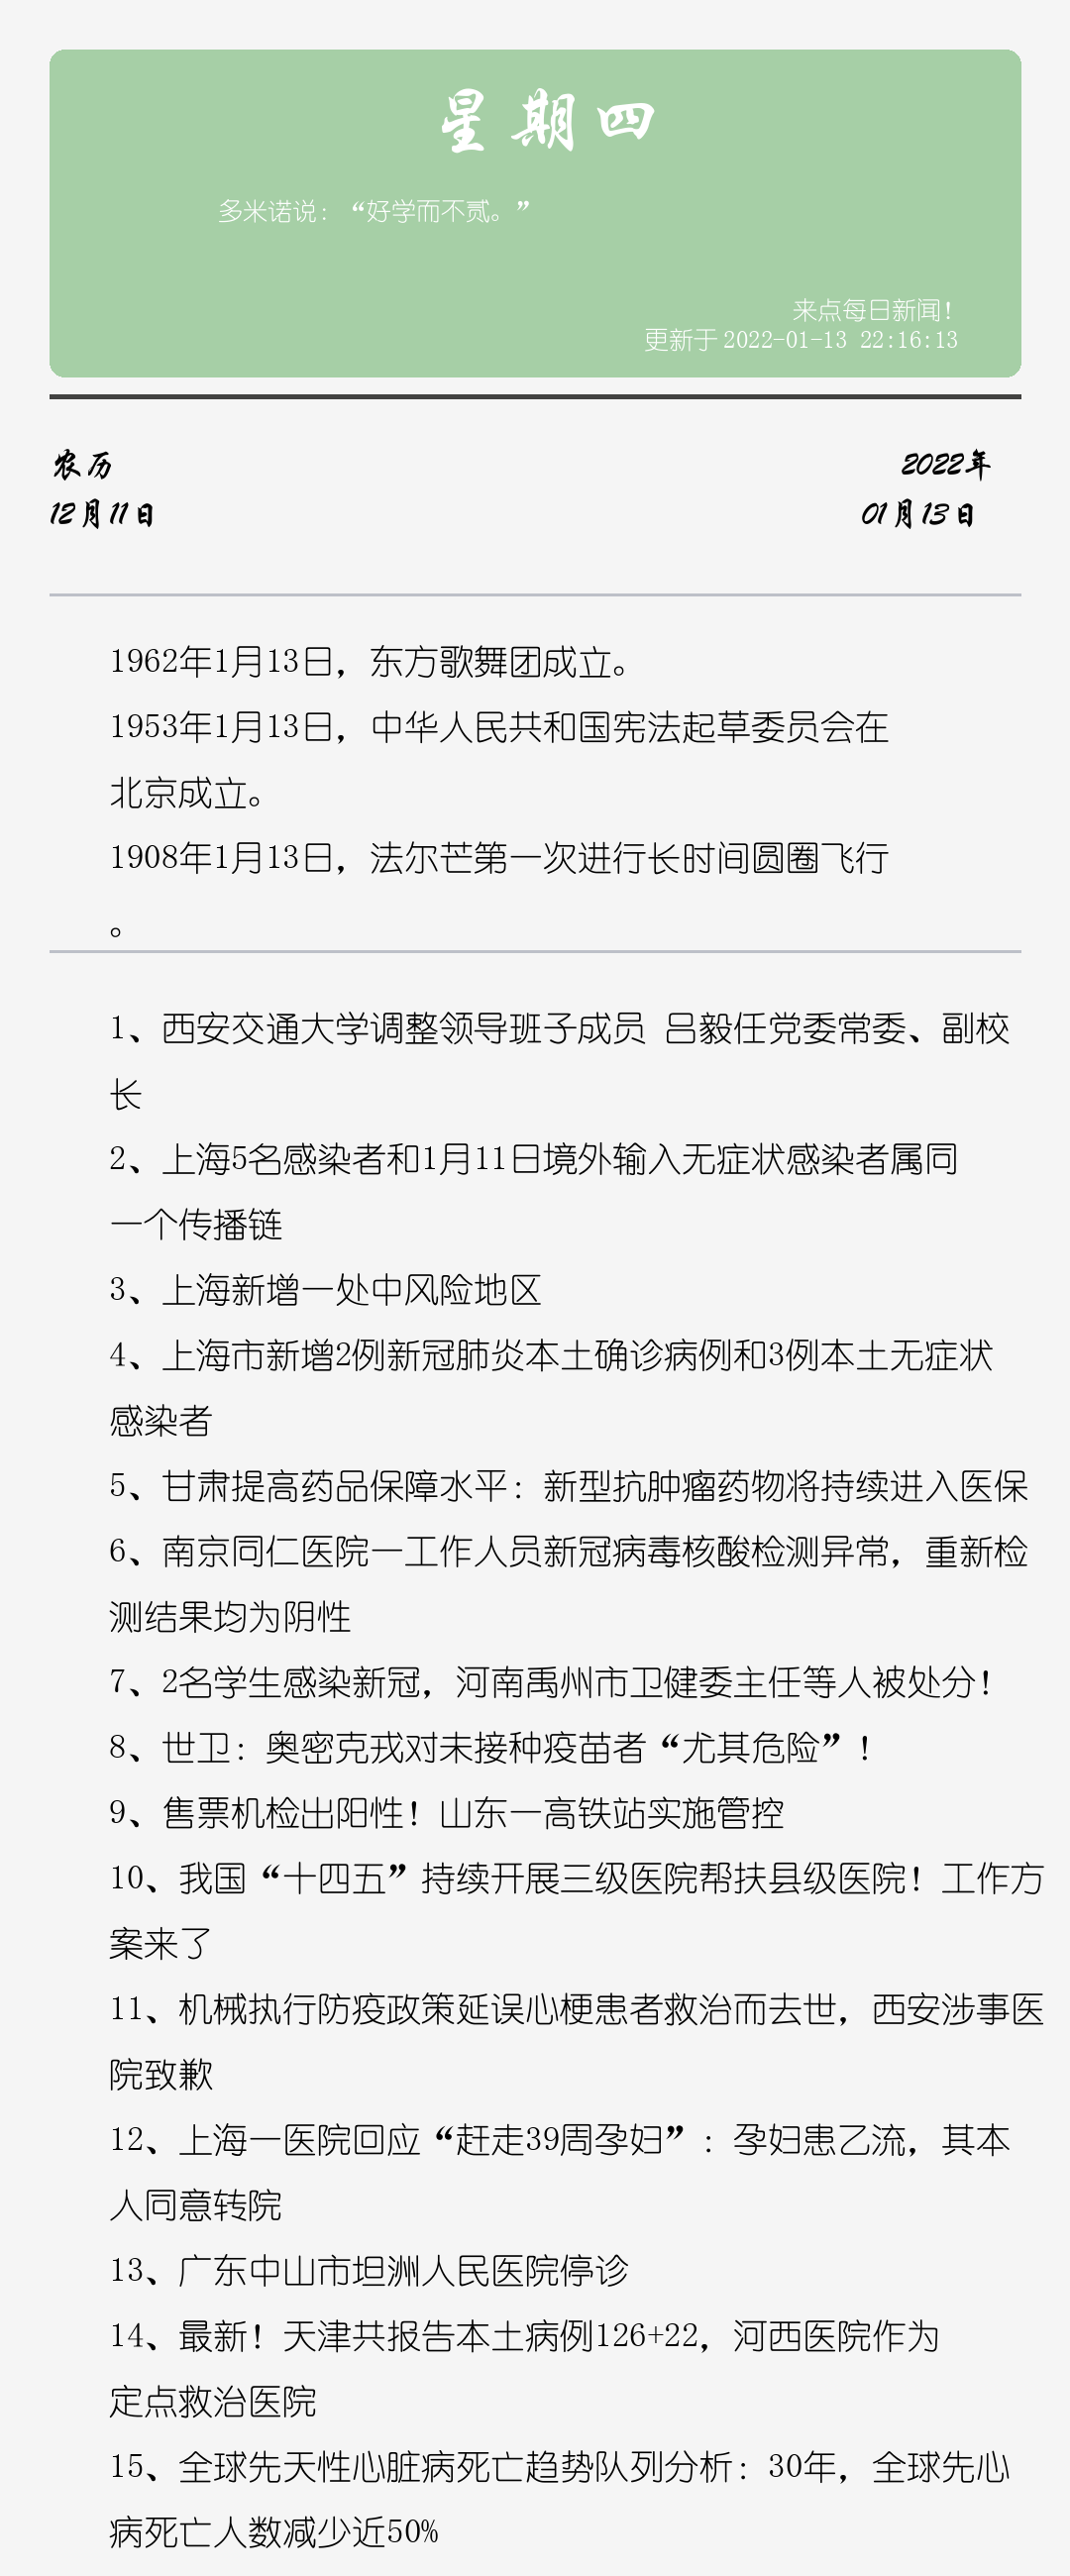 星期四
多米诺说：“好学而不贰。”
来点每日新闻！
更新于 2022-01-13 22:16:13
农历
2022年
12月11日
01月13日
1962年1月13日，东方歌舞团成立。
1953年1月13日，中华人民共和国宪法起草委员会在
北京成立。
1908年1月13日，法尔芒第一次进行长时间圆圈飞行
。
1、西安交通大学调整领导班子成员 吕毅任党委常委、副校
长
2、上海5名感染者和1月11日境外输入无症状感染者属同
一个传播链
3、上海新增一处中风险地区
4、上海市新增2例新冠肺炎本土确诊病例和3例本土无症状
感染者
5、甘肃提高药品保障水平：新型抗肿瘤药物将持续进入医保
6、南京同仁医院一工作人员新冠病毒核酸检测异常，重新检
测结果均为阴性
7、2名学生感染新冠，河南禹州市卫健委主任等人被处分！
8、世卫：奥密克戎对未接种疫苗者“尤其危险”！
9、售票机检出阳性！山东一高铁站实施管控
10、我国“十四五”持续开展三级医院帮扶县级医院！工作方
案来了
11、机械执行防疫政策延误心梗患者救治而去世，西安涉事医
院致歉
12、上海一医院回应“赶走39周孕妇”：孕妇患乙流，其本
人同意转院
13、广东中山市坦洲人民医院停诊
14、最新！天津共报告本土病例126+22，河西医院作为
定点救治医院
15、全球先天性心脏病死亡趋势队列分析：30年，全球先心
病死亡人数减少近50%